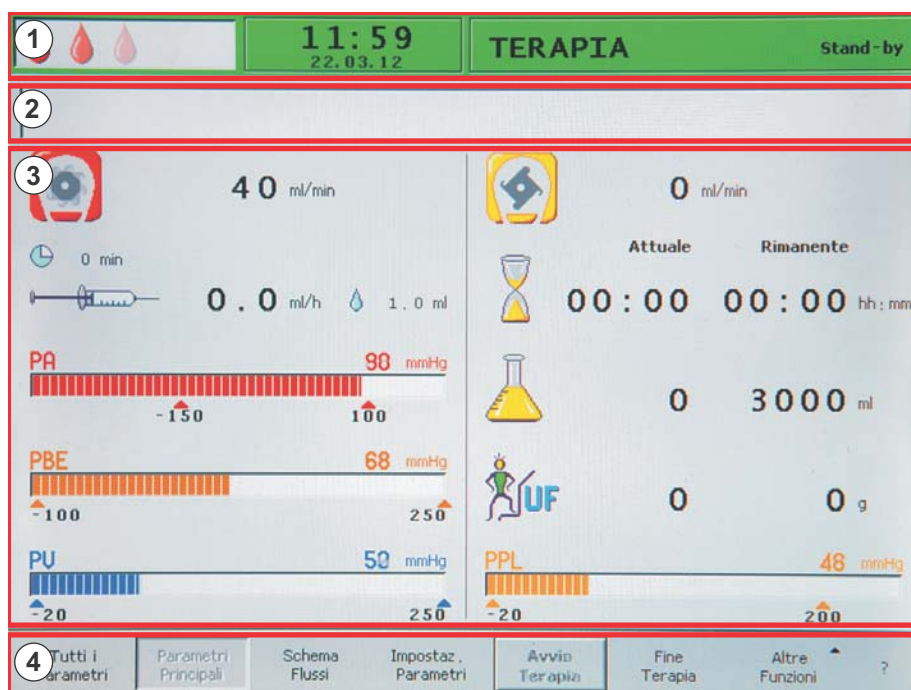 1
11:59
22.03.12
TERAPIA
Stand-by
2
3
40 ml/min
0 ml/min
0 min
Attuale Rimanente
0.0 ml/h 1.0 ml
00:00 00:00 hh:mm
PA 98 mmHg
-150 100
0 3000 ml
PBE 68 mmHg
-100 250
UF 0 0 g
PV 50 mmHg
-20 250
PPL 48 mmHg
-20 200
4
Tutti i
Parametri
Parametri
Principali
Schema
Flussi
Impostaz.
Parametri
Avvio
Terapia
Fine
Terapia
Altre
Funzioni
?